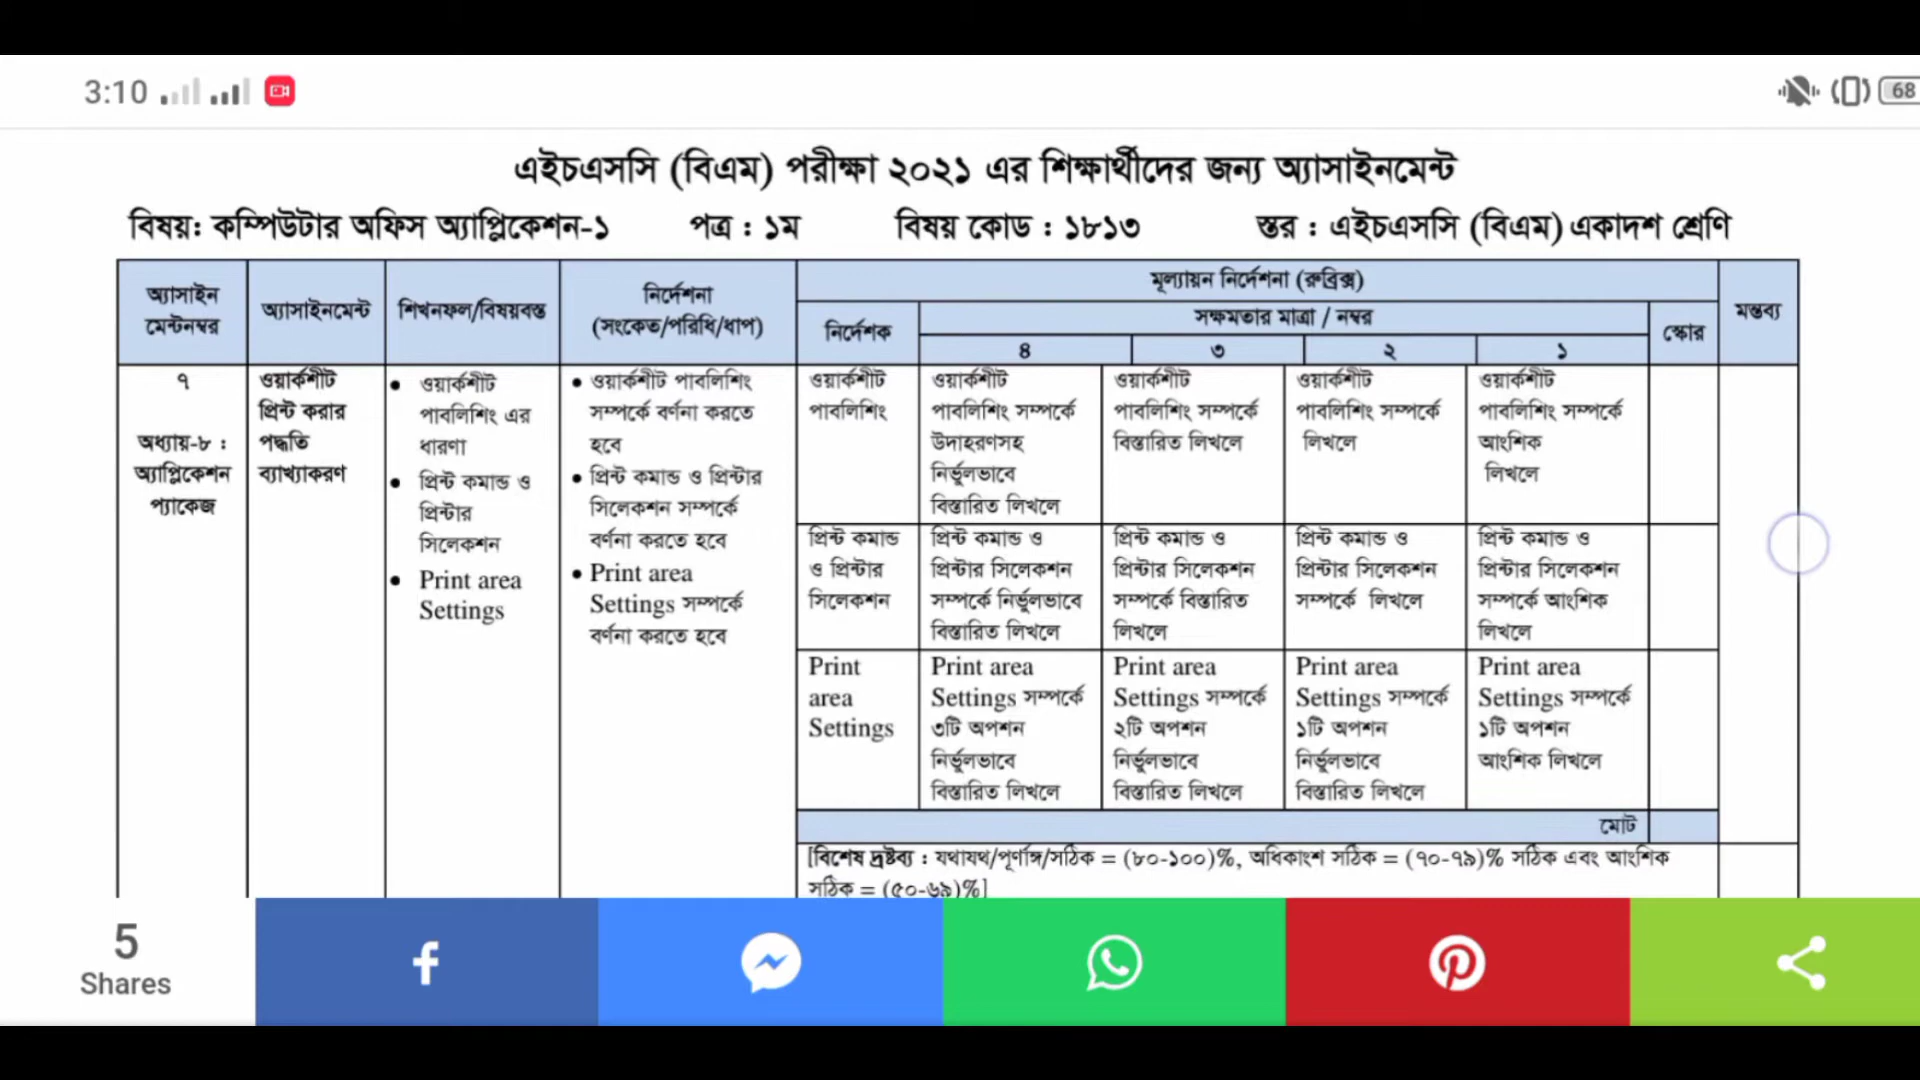 3:10
68
এইচএসসি (বিএম) পরীক্ষা ২০২১ এর শিক্ষার্থীদের জন্য অ্যাসাইনমেন্ট
বিষয়: কম্পিউটার অফিস অ্যাপ্লিকেশন-১ পত্র : ১ম বিষয় কোড : ১৮১৩ স্তর : এইচএসসি (বিএম) একাদশ শ্রেণি
অ্যাসাইন
মেন্টনম্বর
অ্যাসাইনমেন্ট
শিখনফল/বিষয়বস্তু
নির্দেশনা
(সংকেত/পরিধি/ধাপ)
মূল্যায়ন নির্দেশনা (রুব্রিক্স)
নির্দেশক
সক্ষমতার মাত্রা / নম্বর
৪ ৩ ২ ১
স্কোর
মন্তব্য
৭
অধ্যায়-৮ :
অ্যাপ্লিকেশন
প্যাকেজ
ওয়ার্কশীট
প্রিন্ট করার
পদ্ধতি
ব্যাখ্যাকরণ
• ওয়ার্কশীট
পাবলিশিং এর
ধারণা
• প্রিন্ট কমান্ড ও
প্রিন্টার
সিলেকশন
• Print area
Settings
• ওয়ার্কশীট পাবলিশিং
সম্পর্কে বর্ণনা করতে
হবে
• প্রিন্ট কমান্ড ও প্রিন্টার
সিলেকশন সম্পর্কে
বর্ণনা করতে হবে
• Print area
Settings সম্পর্কে
বর্ণনা করতে হবে
ওয়ার্কশীট
পাবলিশিং
ওয়ার্কশীট
পাবলিশিং সম্পর্কে
উদাহরণসহ
নির্ভুলভাবে
বিস্তারিত লিখলে
ওয়ার্কশীট
পাবলিশিং সম্পর্কে
বিস্তারিত লিখলে
ওয়ার্কশীট
পাবলিশিং সম্পর্কে
লিখলে
ওয়ার্কশীট
পাবলিশিং সম্পর্কে
আংশিক
লিখলে
প্রিন্ট কমান্ড
ও প্রিন্টার
সিলেকশন
প্রিন্ট কমান্ড ও
প্রিন্টার সিলেকশন
সম্পর্কে নির্ভুলভাবে
বিস্তারিত লিখলে
প্রিন্ট কমান্ড ও
প্রিন্টার সিলেকশন
সম্পর্কে বিস্তারিত
লিখলে
প্রিন্ট কমান্ড ও
প্রিন্টার সিলেকশন
সম্পর্কে লিখলে
প্রিন্ট কমান্ড ও
প্রিন্টার সিলেকশন
সম্পর্কে আংশিক
লিখলে
Print
area
Settings
Print area
Settings সম্পর্কে
৩টি অপশন
নির্ভুলভাবে
বিস্তারিত লিখলে
Print area
Settings সম্পর্কে
২টি অপশন
নির্ভুলভাবে
বিস্তারিত লিখলে
Print area
Settings সম্পর্কে
১টি অপশন
নির্ভুলভাবে
বিস্তারিত লিখলে
Print area
Settings সম্পর্কে
১টি অপশন
আংশিক লিখলে
মোট
[বিশেষ দ্রষ্টব্য : যথাযথ/পূর্ণাঙ্গ/সঠিক = (৮০-১০০)%, অধিকাংশ সঠিক = (৭০-৭৯)% সঠিক এবং আংশিক
সঠিক = (৫০-৬৯)%]
5
Shares